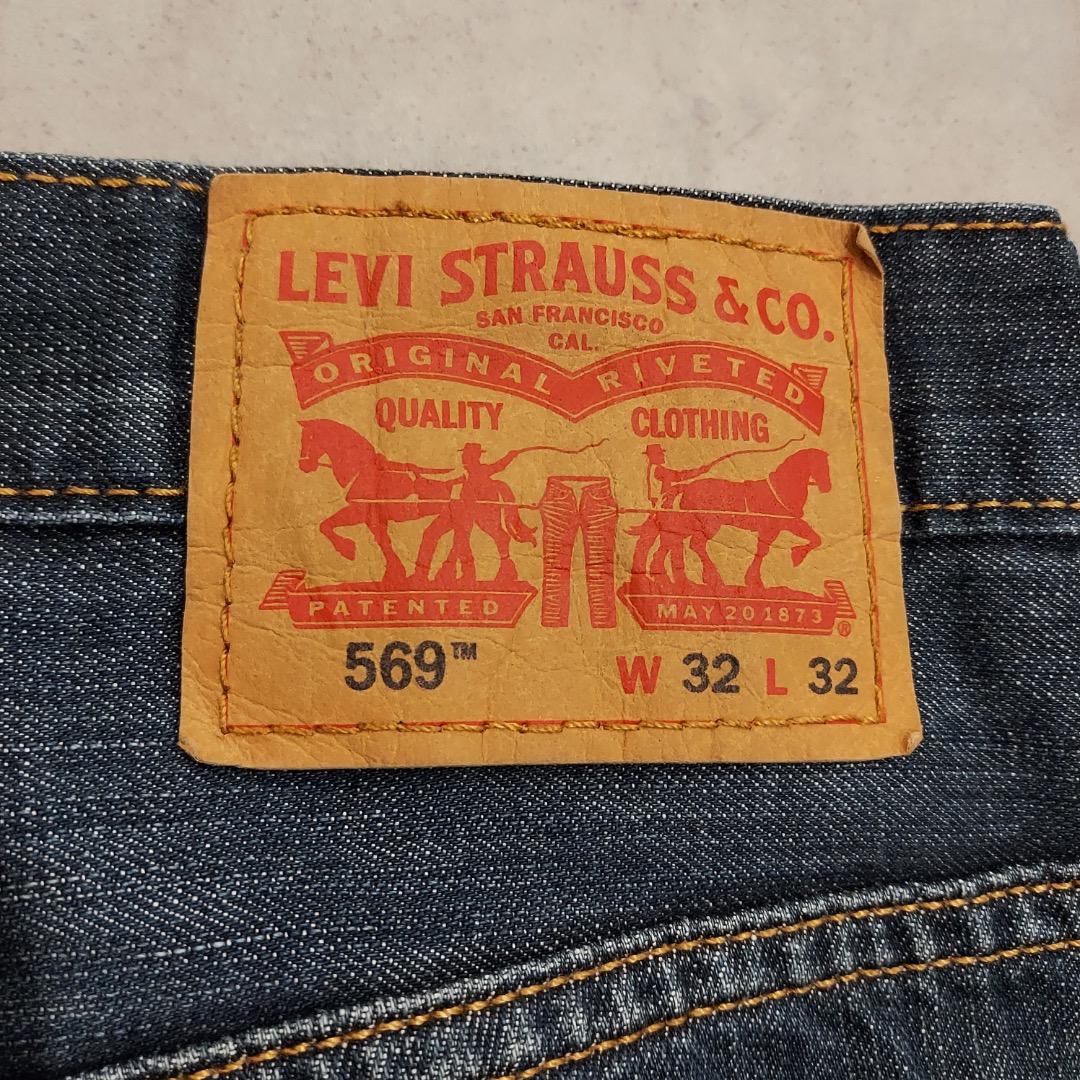 LEVI STRAUSS & CO.
SAN FRANCISCO
CAL.
ORIGINAL RIVETED
QUALITY CLOTHING
PATENTED MAY 20 1873 ®
569™ W 32 L 32